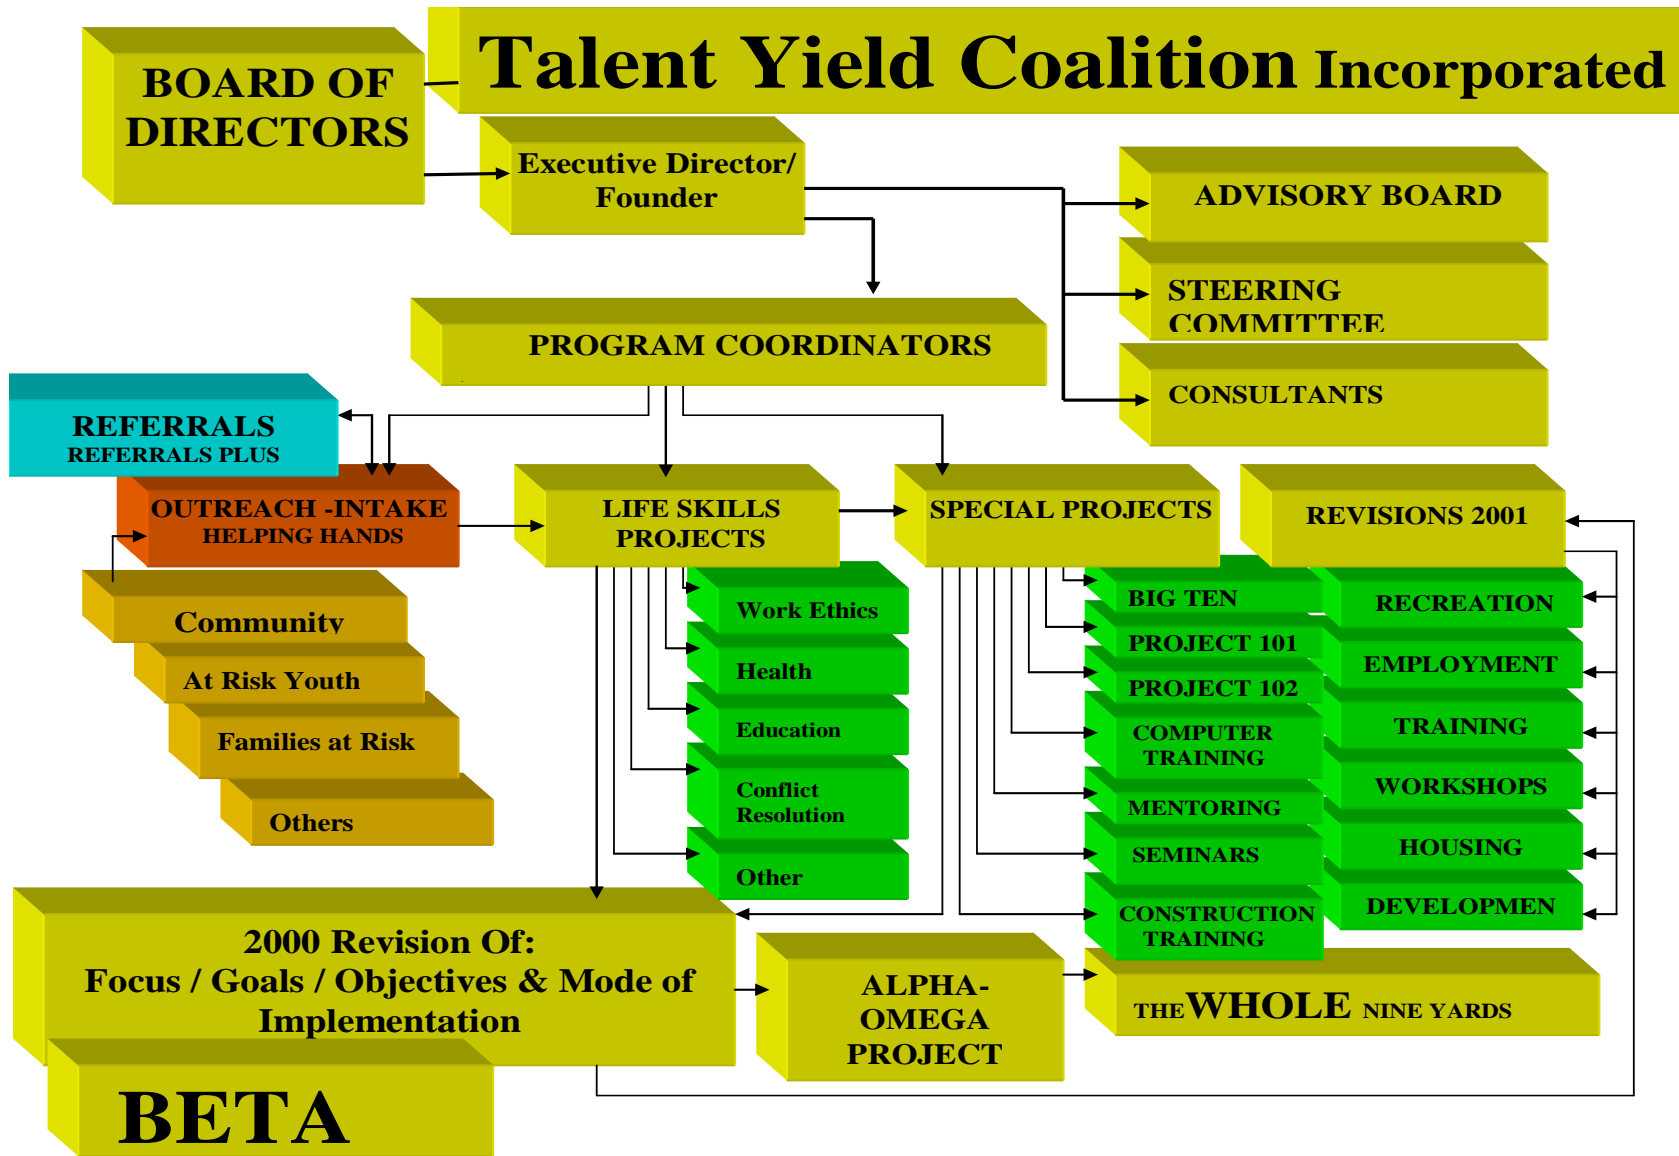 Talent Yield Coalition Incorporated
BOARD OF
DIRECTORS
Executive Director/
Founder
ADVISORY BOARD
STEERING
COMMITTEE
CONSULTANTS
PROGRAM COORDINATORS
REFERRALS
REFERRALS PLUS
OUTREACH -INTAKE
HELPING HANDS
LIFE SKILLS
PROJECTS
SPECIAL PROJECTS
REVISIONS 2001
Community
At Risk Youth
Families at Risk
Others
Work Ethics
Health
Education
Conflict
Resolution
Other
BIG TEN
PROJECT 101
PROJECT 102
COMPUTER
TRAINING
MENTORING
SEMINARS
CONSTRUCTION
TRAINING
RECREATION
EMPLOYMENT
TRAINING
WORKSHOPS
HOUSING
DEVELOPMEN
2000 Revision Of:
Focus / Goals / Objectives & Mode of
Implementation
ALPHA-
OMEGA
PROJECT
THE WHOLE NINE YARDS
BETA